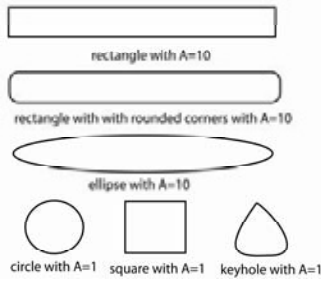 rectangle with A=10
rectangle with with rounded corners with A=10
ellipse with A=10
circle with A=1 square with A=1 keyhole with A=1